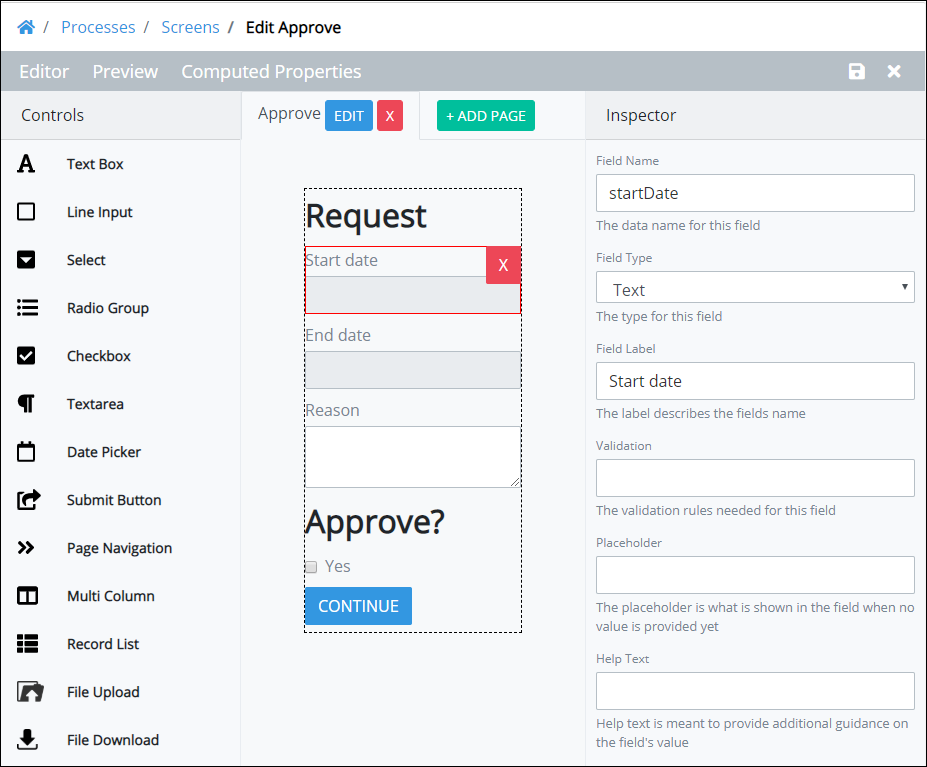 / Processes / Screens / Edit Approve
Editor Preview Computed Properties
Controls
Text Box
Line Input
Select
Radio Group
Checkbox
Textarea
Date Picker
Submit Button
Page Navigation
Multi Column
Record List
File Upload
File Download
Approve EDIT X + ADD PAGE
Request
Start date X
End date
Reason
Approve?
Yes
CONTINUE
Inspector
Field Name
startDate
The data name for this field
Field Type
Text
The type for this field
Field Label
Start date
The label describes the fields name
Validation
The validation rules needed for this field
Placeholder
The placeholder is what is shown in the field when no
value is provided yet
Help Text
Help text is meant to provide additional guidance on
the field's value